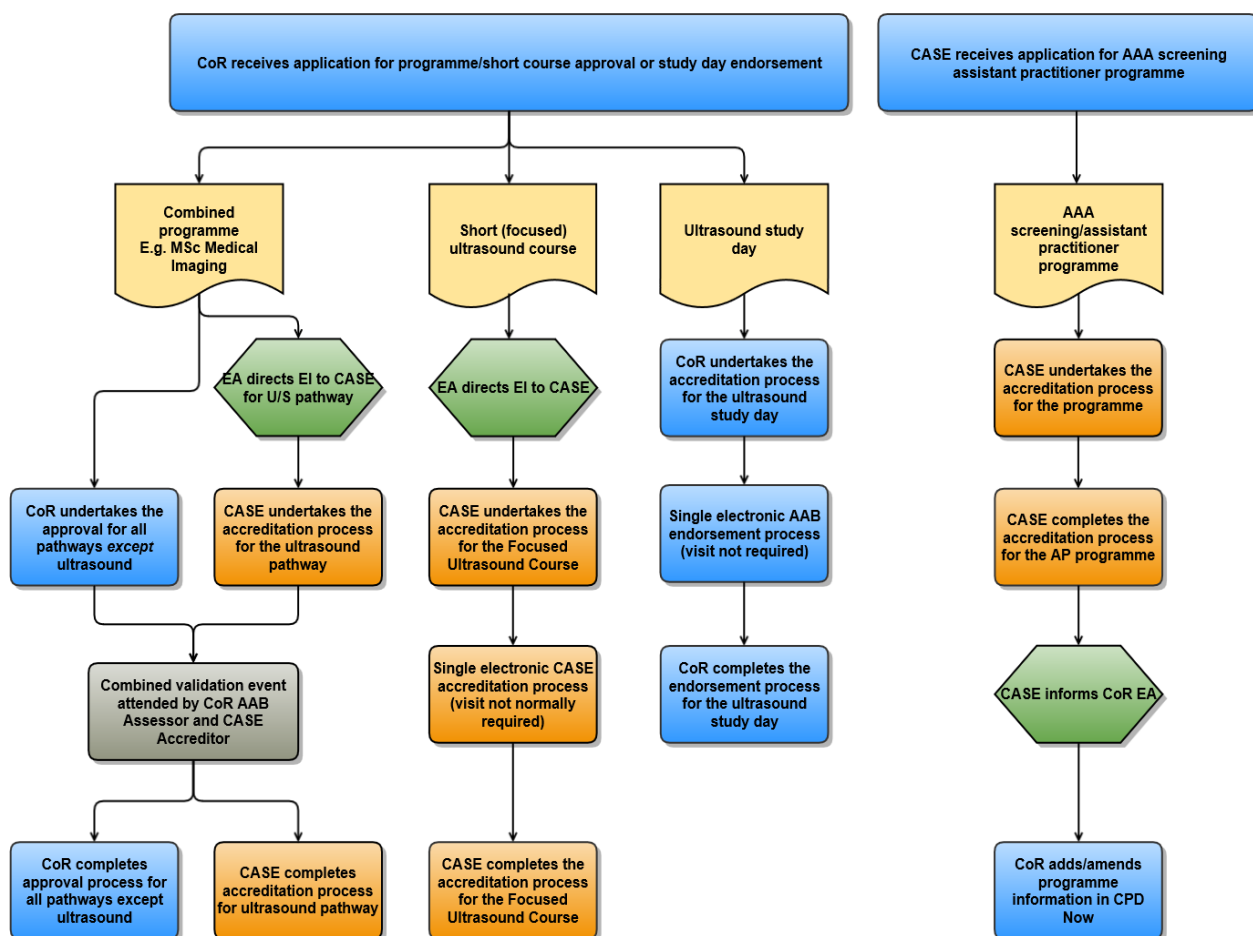 CoR receives application for programme/short course approval or study day endorsement
CASE receives application for AAA screening
assistant practitioner programme
Combined
programme
E.g. MSc Medical
Imaging
Short (focused)
ultrasound course
Ultrasound study
day
AAA
screening/assistant
practitioner
programme
EA directs EI to CASE
for U/S pathway
EA directs EI to CASE
CoR undertakes the
accreditation process
for the ultrasound
study day
CASE undertakes the
accreditation process
for the programme
CoR undertakes the
approval for all
pathways except
ultrasound
CASE undertakes the
accreditation process
for the ultrasound
pathway
CASE undertakes the
accreditation process
for the Focused
Ultrasound Course
Single electronic AAB
endorsement process
(visit not required)
CASE completes the
accreditation process
for the AP programme
Combined validation event
attended by CoR AAB
Assessor and CASE
Accreditor
Single electronic CASE
accreditation process
(visit not normally
required)
CoR completes the
endorsement process
for the ultrasound
study day
CASE informs CoR EA
CoR completes
approval process for
all pathways except
ultrasound
CASE completes
accreditation process
for ultrasound pathway
CASE completes the
accreditation process
for the Focused
Ultrasound Course
CoR adds/amends
programme
information in CPD
Now